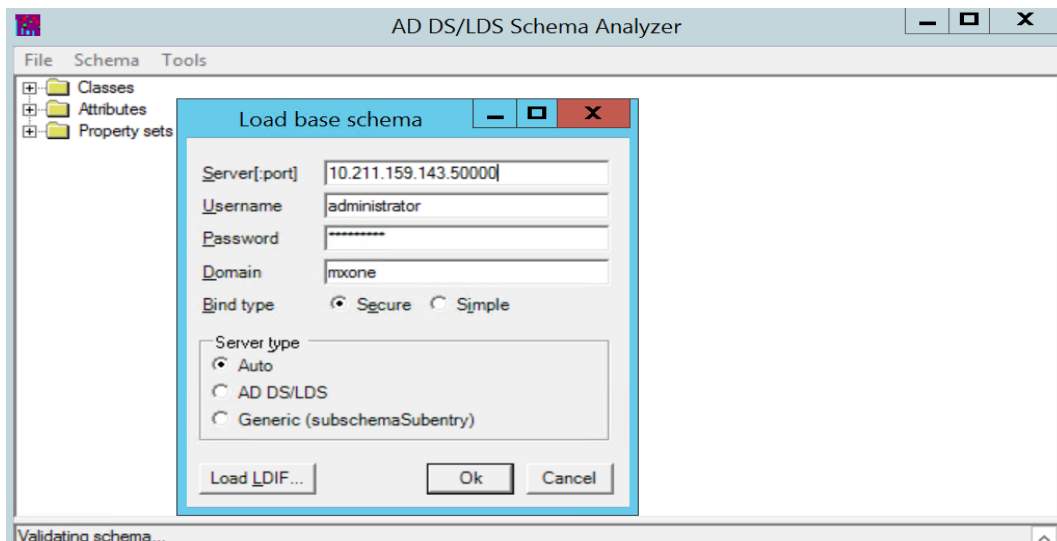 AD DS/LDS Schema Analyzer
File Schema Tools
Classes
Attributes
Property sets
Load base schema
Server[:port] 10.211.159.143.50000
Username administrator
Password *********
Domain mxone
Bind type Secure Simple
Server type
Auto
AD DS/LDS
Generic (subschemaSubentry)
Load LDIF... Ok Cancel
Validating schema...